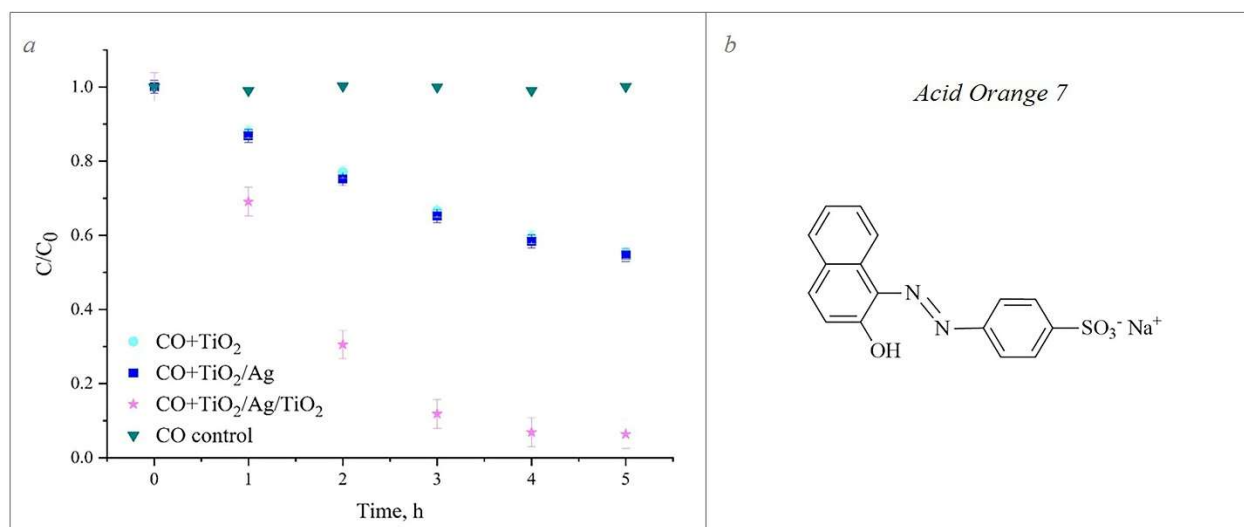 a
C/C₀
1.0
0.8
0.6
0.4
0.2
0.0
CO+TiO₂
CO+TiO₂/Ag
CO+TiO₂/Ag/TiO₂
CO control
0 1 2 3 4 5
Time, h
b
Acid Orange 7
N
N
OH
SO₃⁻ Na⁺